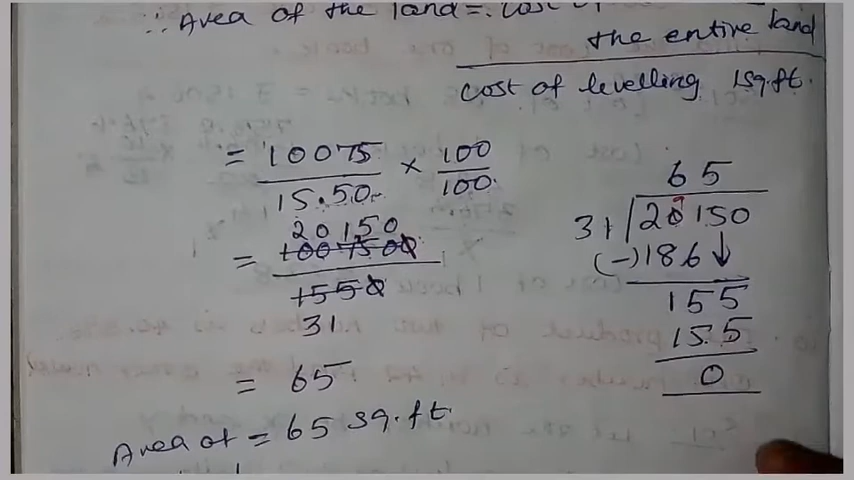 ∴ Area of the land = cost of
the entire land
cost of levelling 1sq.ft.
= 10075 × 100
15.50 100
20150
= 1007500
1550
31
= 65
Area of = 65 sq.ft.
65
31 20150
(-)186↓
155
155
0